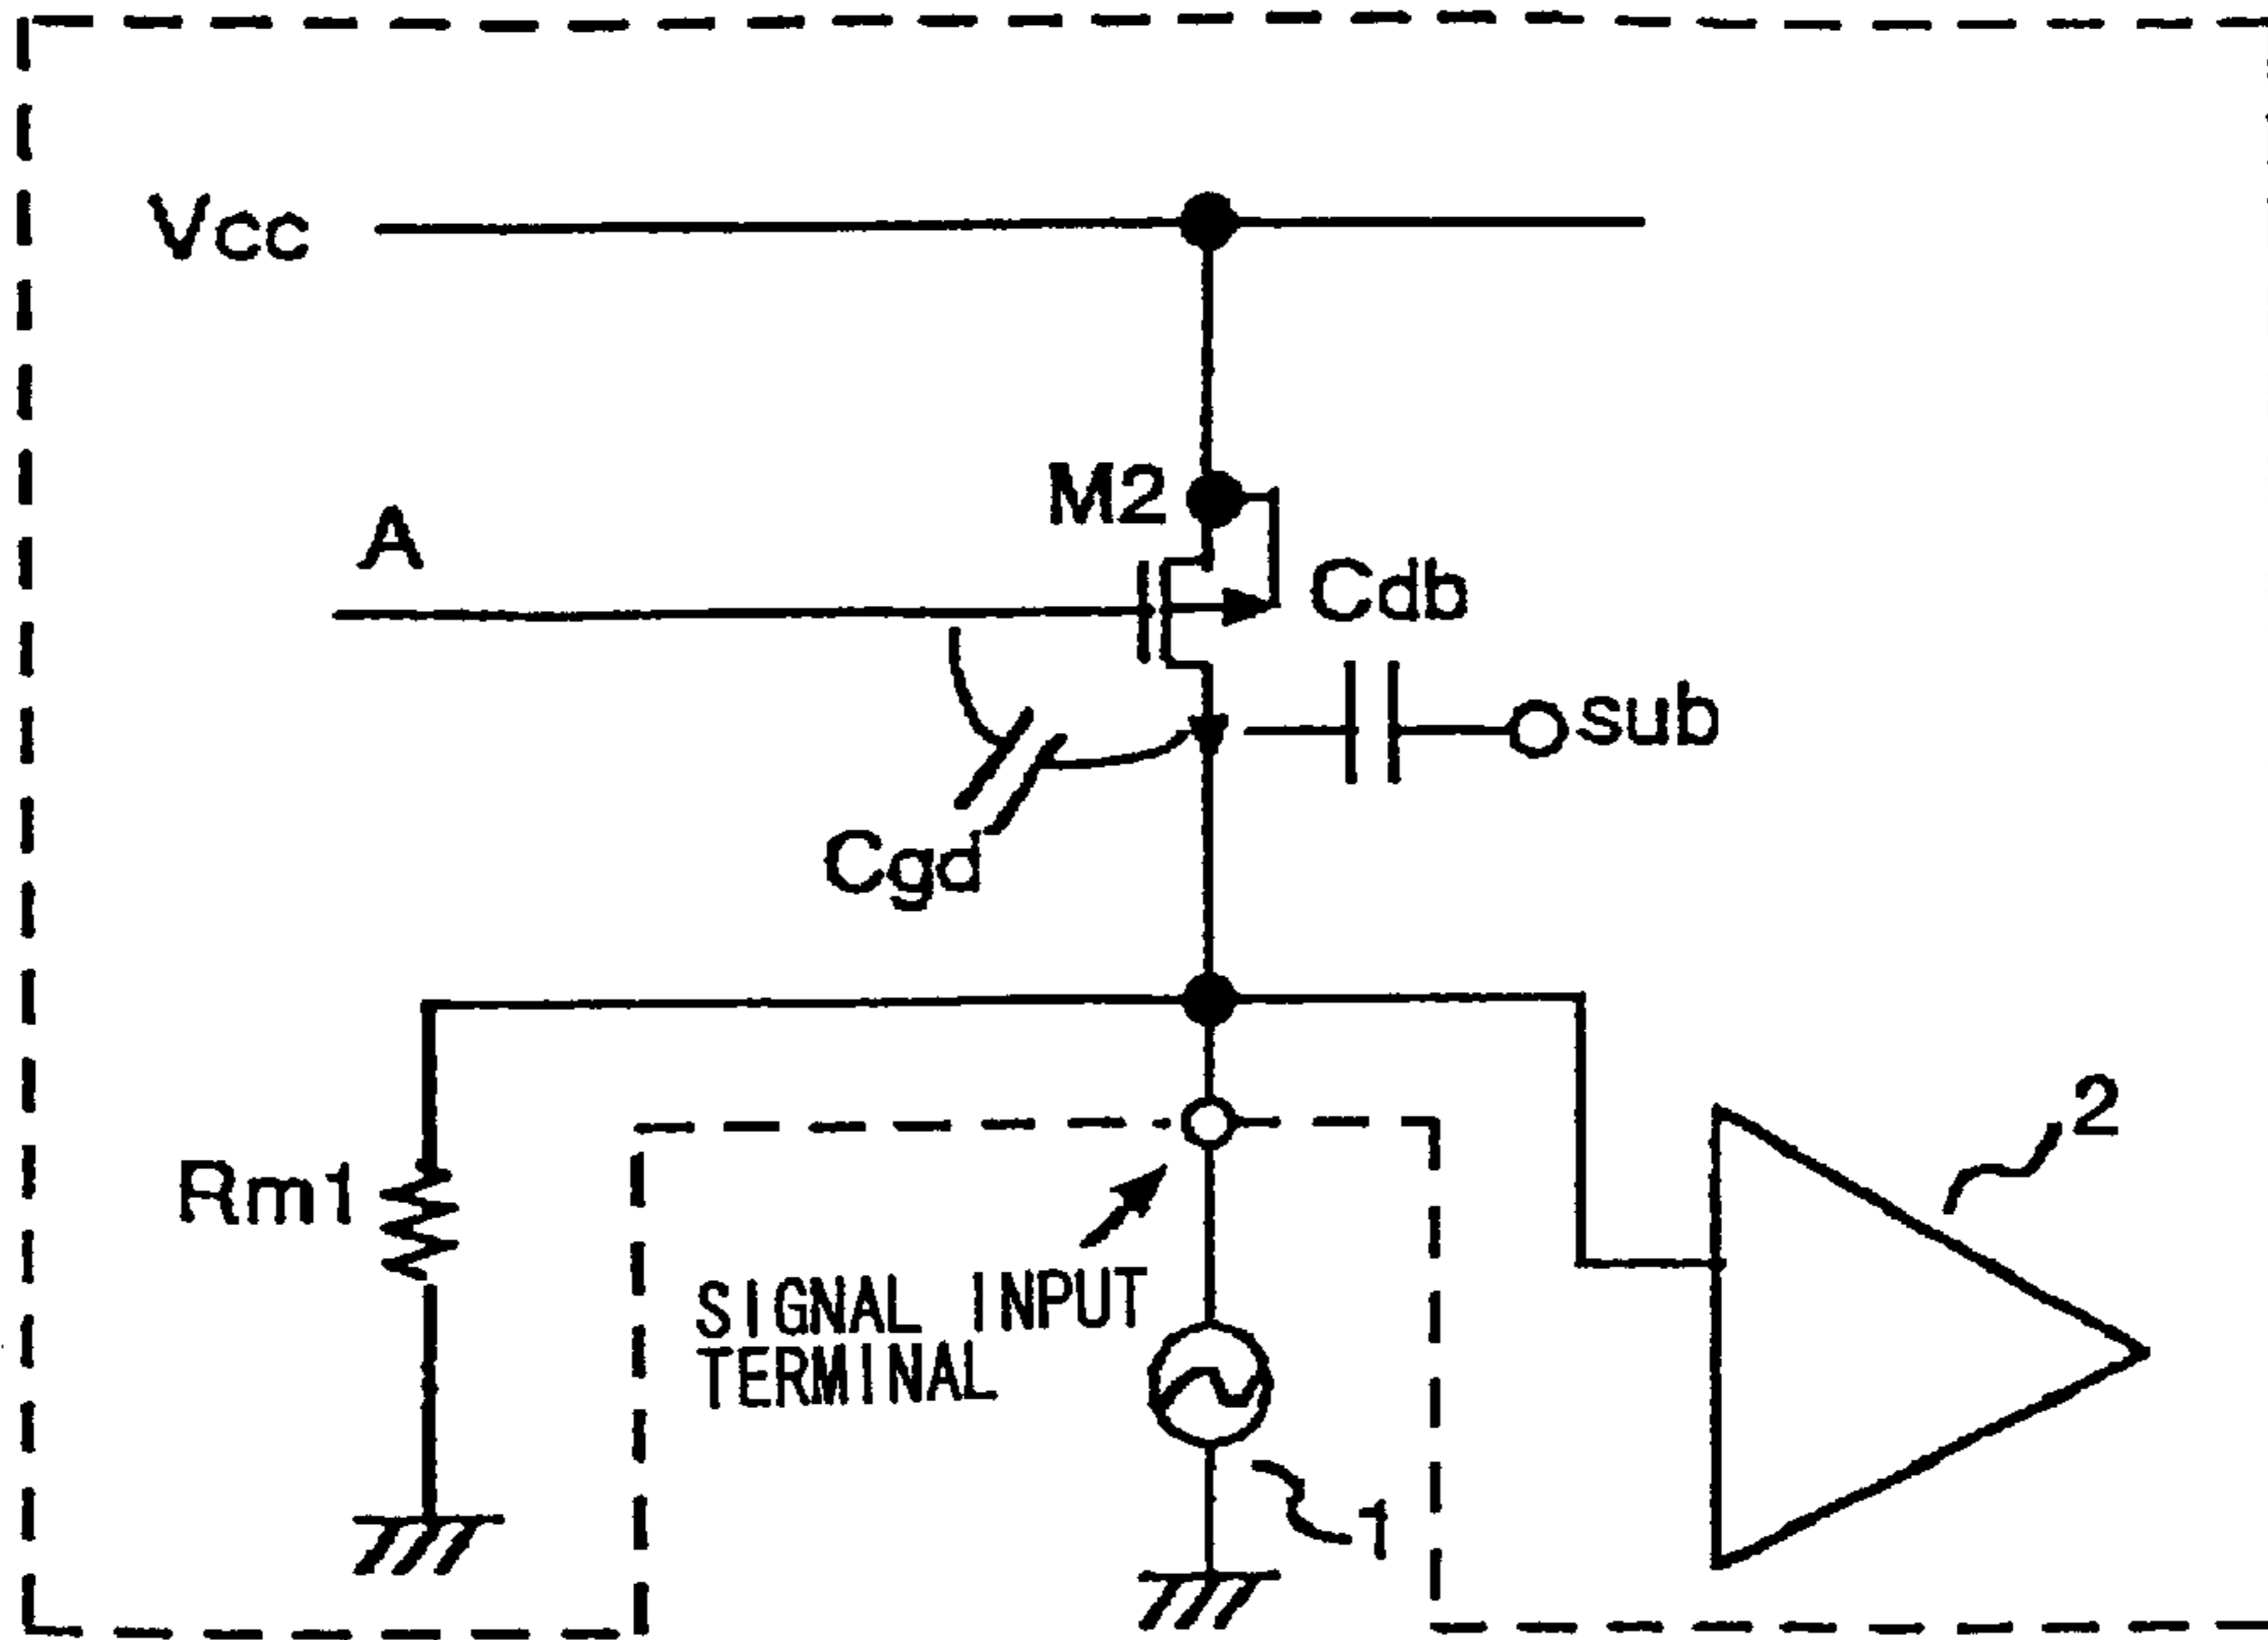 Vcc
M2
A
Cdb
sub
Cgd
2
Rm1
SIGNAL INPUT
TERMINAL
1